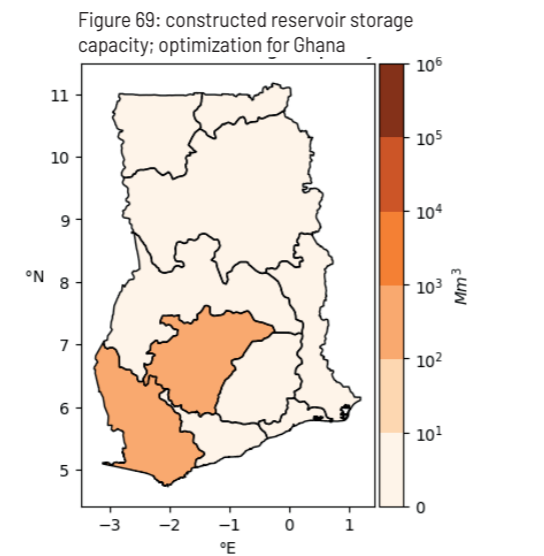 Figure 69: constructed reservoir storage
capacity; optimization for Ghana
10⁶
11
10⁵
10
10⁴
9
°N
8
10³
Mm³
7
10²
6
10¹
5
0
−3 −2 −1 0 1
°E